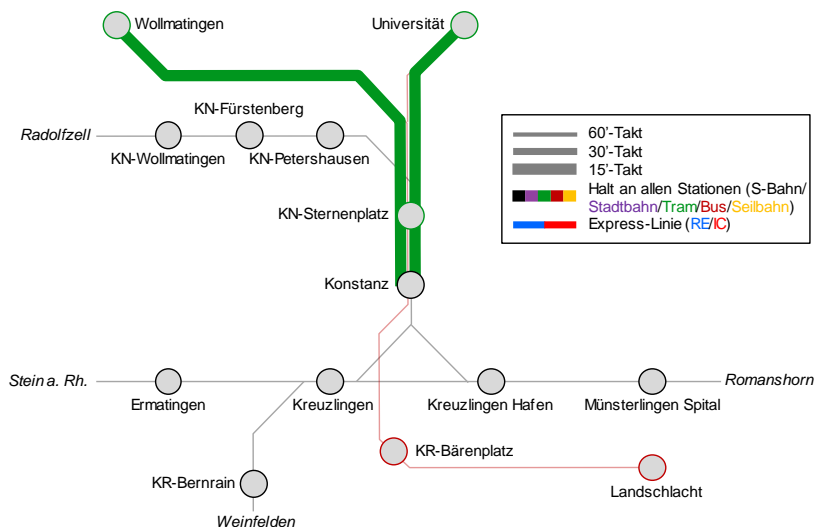 Wollmatingen
Universität
KN-Fürstenberg
Radolfzell
KN-Wollmatingen
KN-Petershausen
60'-Takt
30'-Takt
15'-Takt
Halt an allen Stationen (S-Bahn/
Stadtbahn/Tram/Bus/Seilbahn)
Express-Linie (RE/IC)
KN-Sternenplatz
Konstanz
Stein a. Rh.
Romanshorn
Ermatingen
Kreuzlingen
Kreuzlingen Hafen
Münsterlingen Spital
KR-Bärenplatz
KR-Bernrain
Landschlacht
Weinfelden